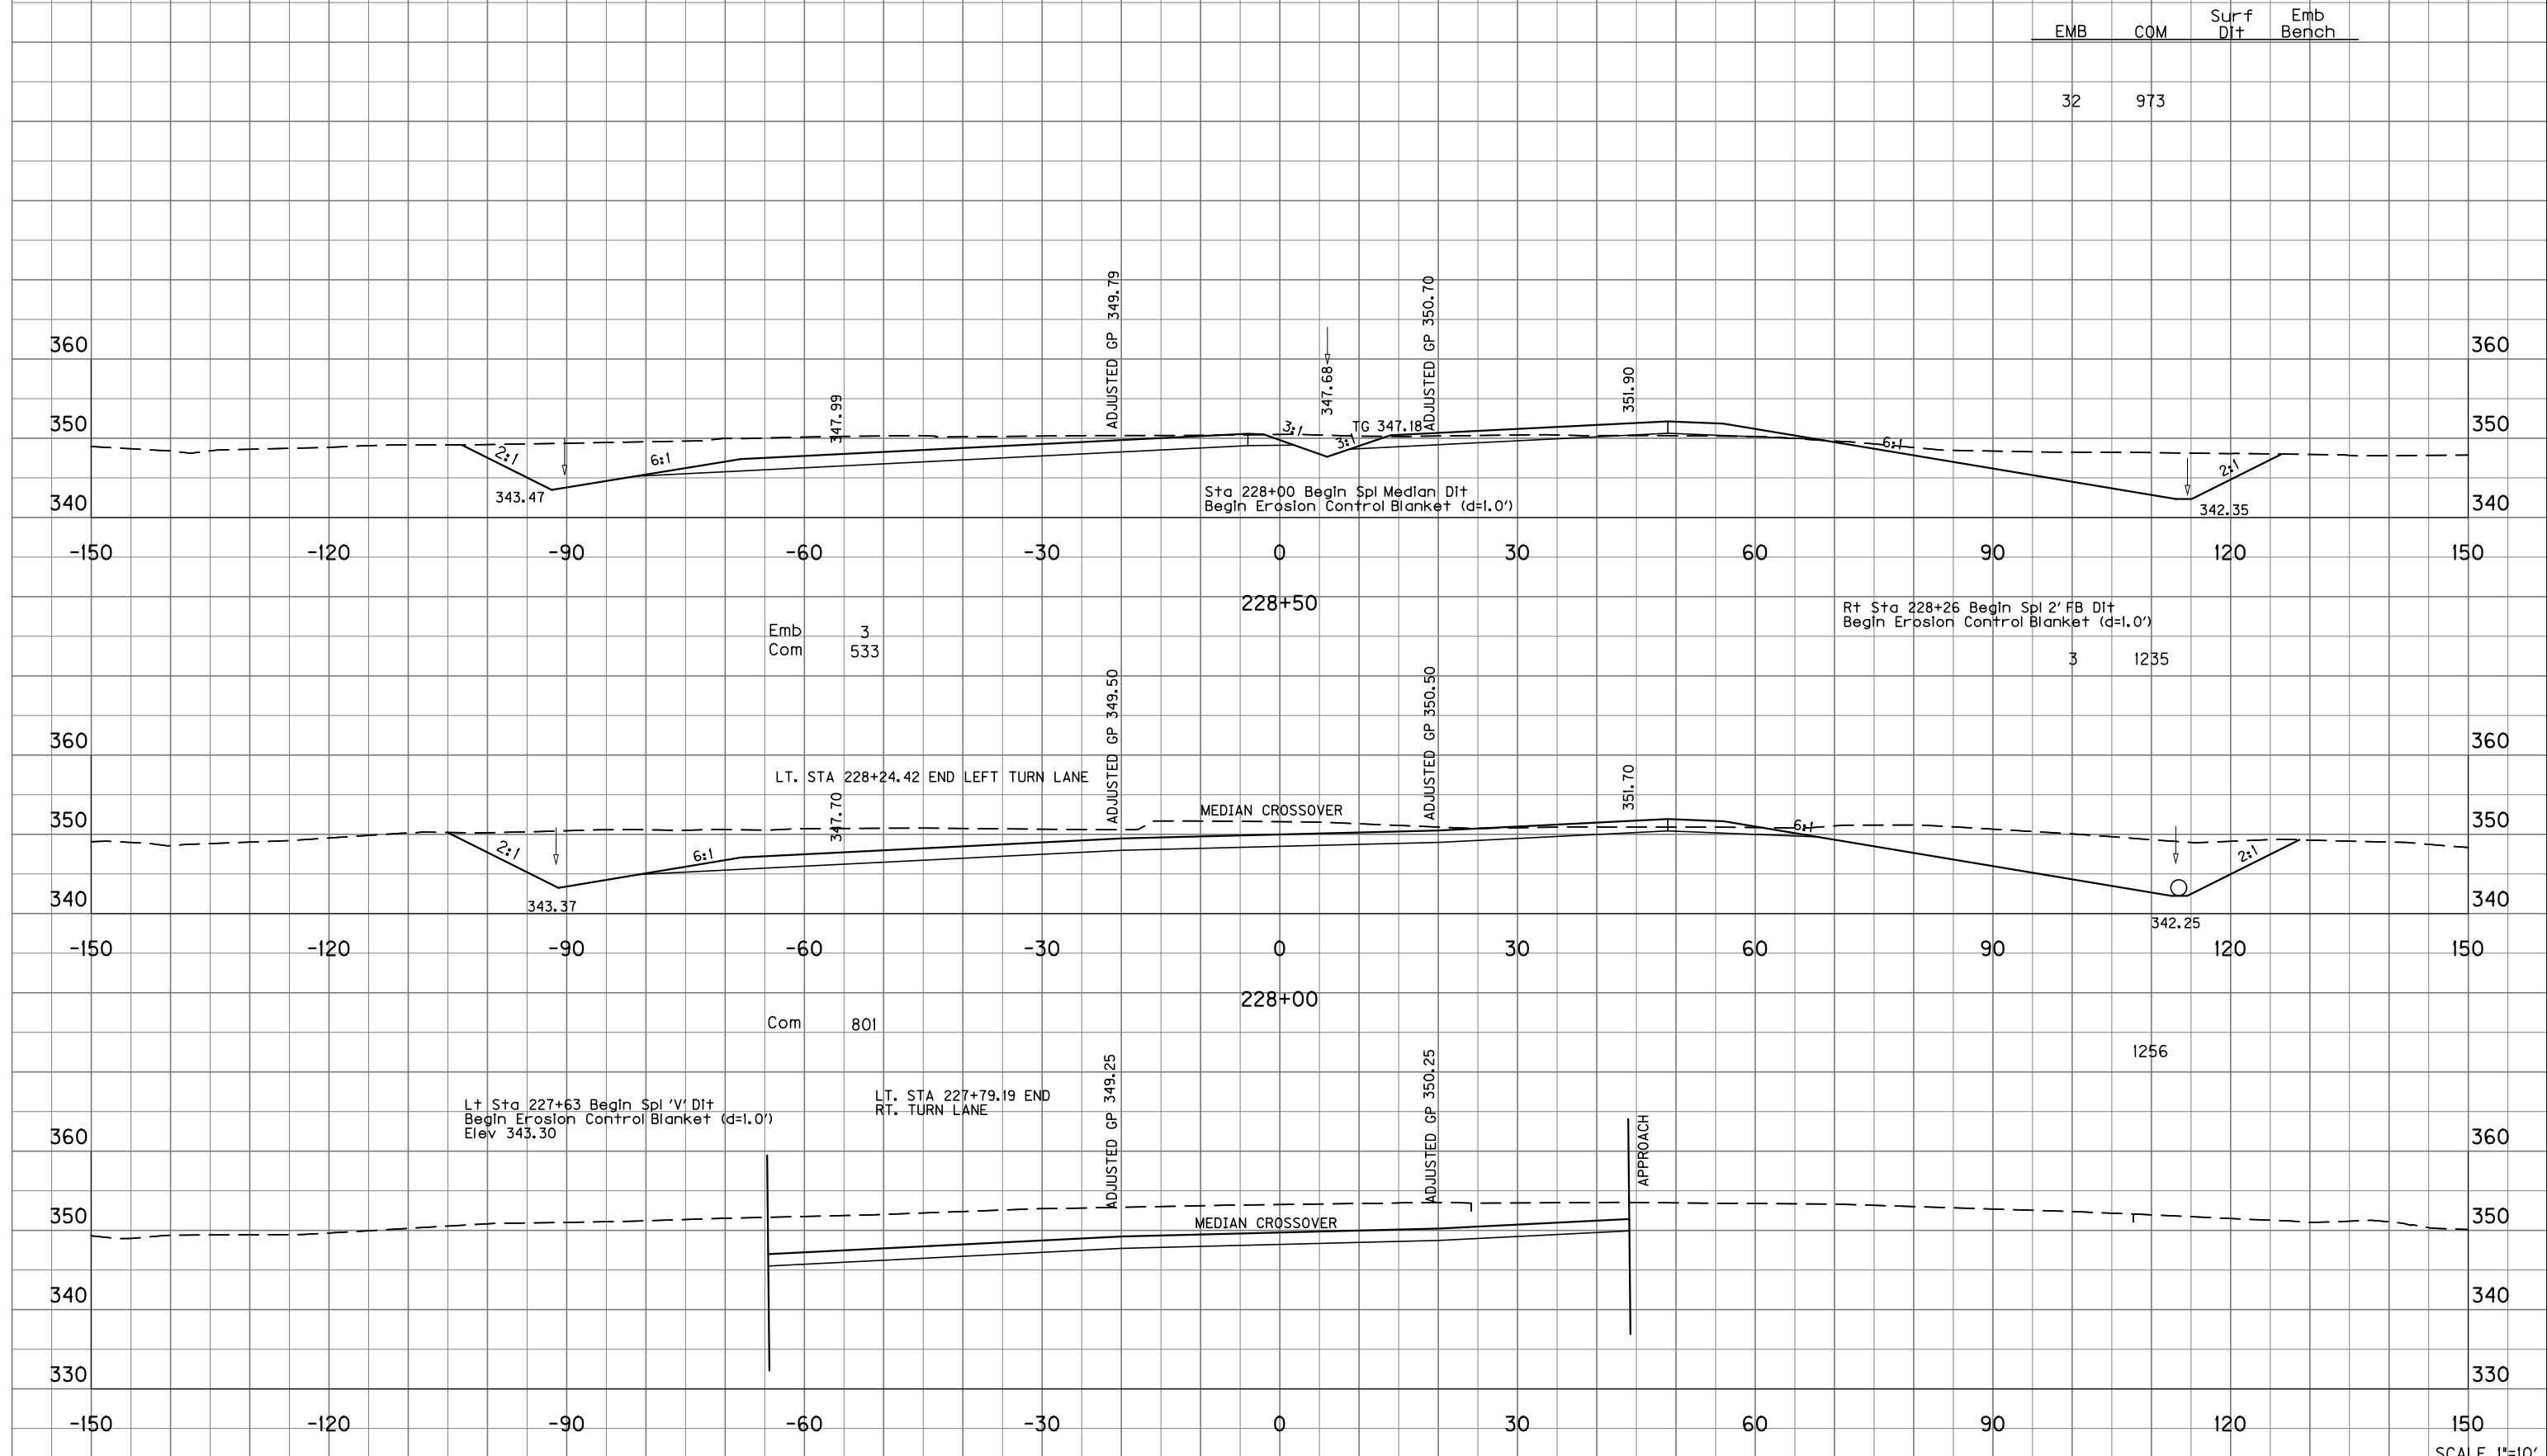 Surf Emb
EMB COM Dit Bench
32 973
ADJUSTED GP 349.79
ADJUSTED GP 350.70
347.99
347.68
351.90
360 360
350 350
340 340
3:1
3:1
TG 347.18
2:1
6:1
6:1
2:1
343.47
342.35
Sta 228+00 Begin Spl Median Dit
Begin Erosion Control Blanket (d=1.0')
-150 -120 -90 -60 -30 0 30 60 90 120 150
228+50
Rt Sta 228+26 Begin Spl 2' FB Dit
Begin Erosion Control Blanket (d=1.0')
Emb 3
Com 533
3 1235
ADJUSTED GP 349.50
ADJUSTED GP 350.50
LT. STA 228+24.42 END LEFT TURN LANE
347.70
351.70
MEDIAN CROSSOVER
360 360
350 350
340 340
2:1
6:1
6:1
2:1
343.37
342.25
-150 -120 -90 -60 -30 0 30 60 90 120 150
228+00
Com 801
1256
Lt Sta 227+63 Begin Spl 'V' Dit
Begin Erosion Control Blanket (d=1.0')
Elev 343.30
LT. STA 227+79.19 END
RT. TURN LANE
ADJUSTED GP 349.25
ADJUSTED GP 350.25
APPROACH
MEDIAN CROSSOVER
360 360
350 350
340 340
330 330
-150 -120 -90 -60 -30 0 30 60 90 120 150
SCALE 1"=10'